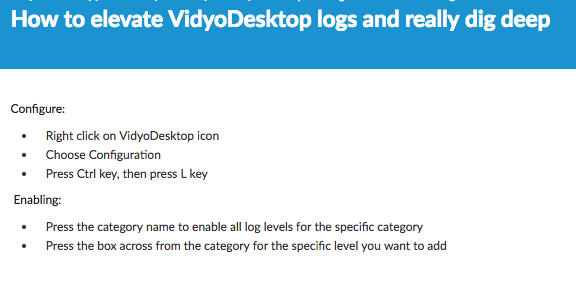 How to elevate VidyoDesktop logs and really dig deep
Configure:
• Right click on VidyoDesktop icon
• Choose Configuration
• Press Ctrl key, then press L key
Enabling:
• Press the category name to enable all log levels for the specific category
• Press the box across from the category for the specific level you want to add